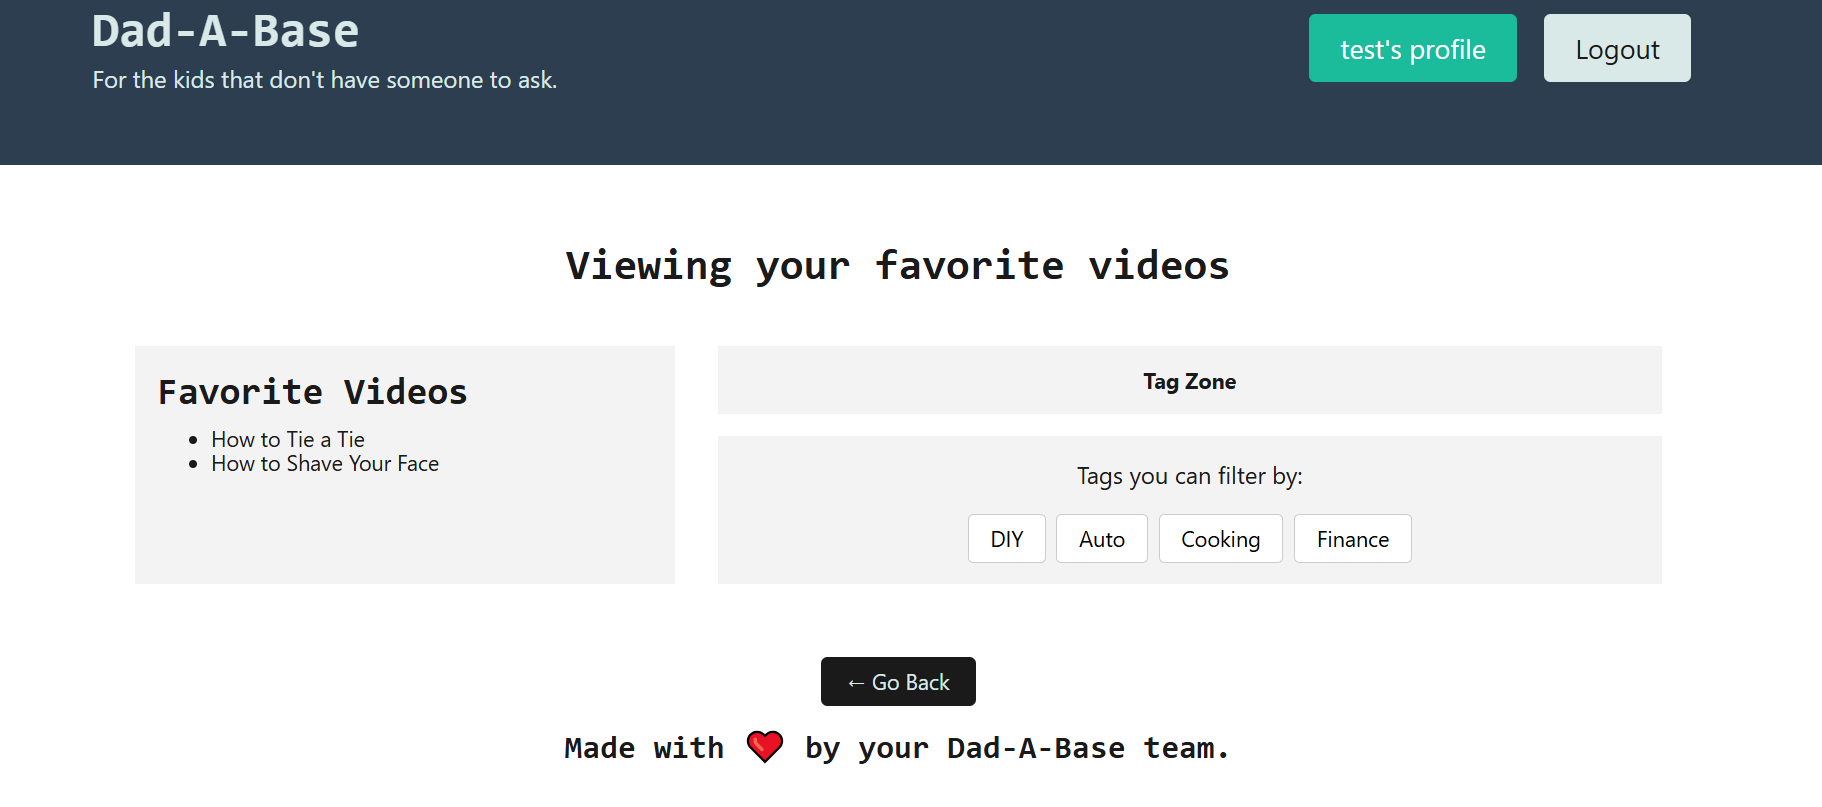 Dad-A-Base
For the kids that don't have someone to ask.
test's profile
Logout
Viewing your favorite videos
Favorite Videos
How to Tie a Tie
How to Shave Your Face
Tag Zone
Tags you can filter by:
DIY
Auto
Cooking
Finance
← Go Back
Made with ❤ by your Dad-A-Base team.